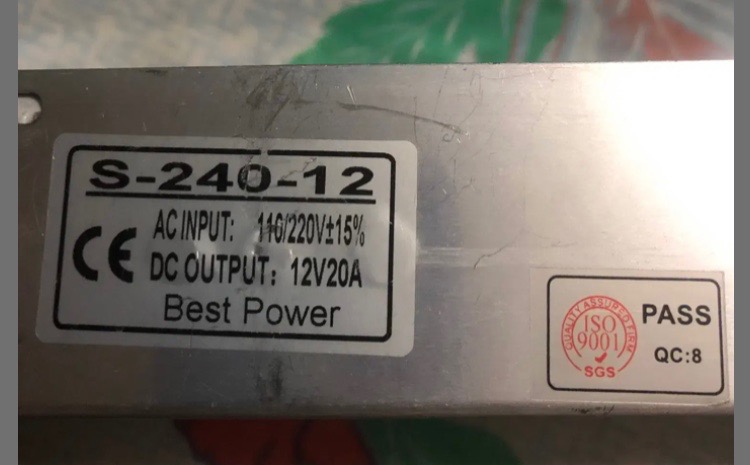 S-240-12
CE
AC INPUT: 110/220V±15%
DC OUTPUT: 12V20A
Best Power
QUALITY ASSURED FIRM
ISO
9001
SGS
PASS
QC:8